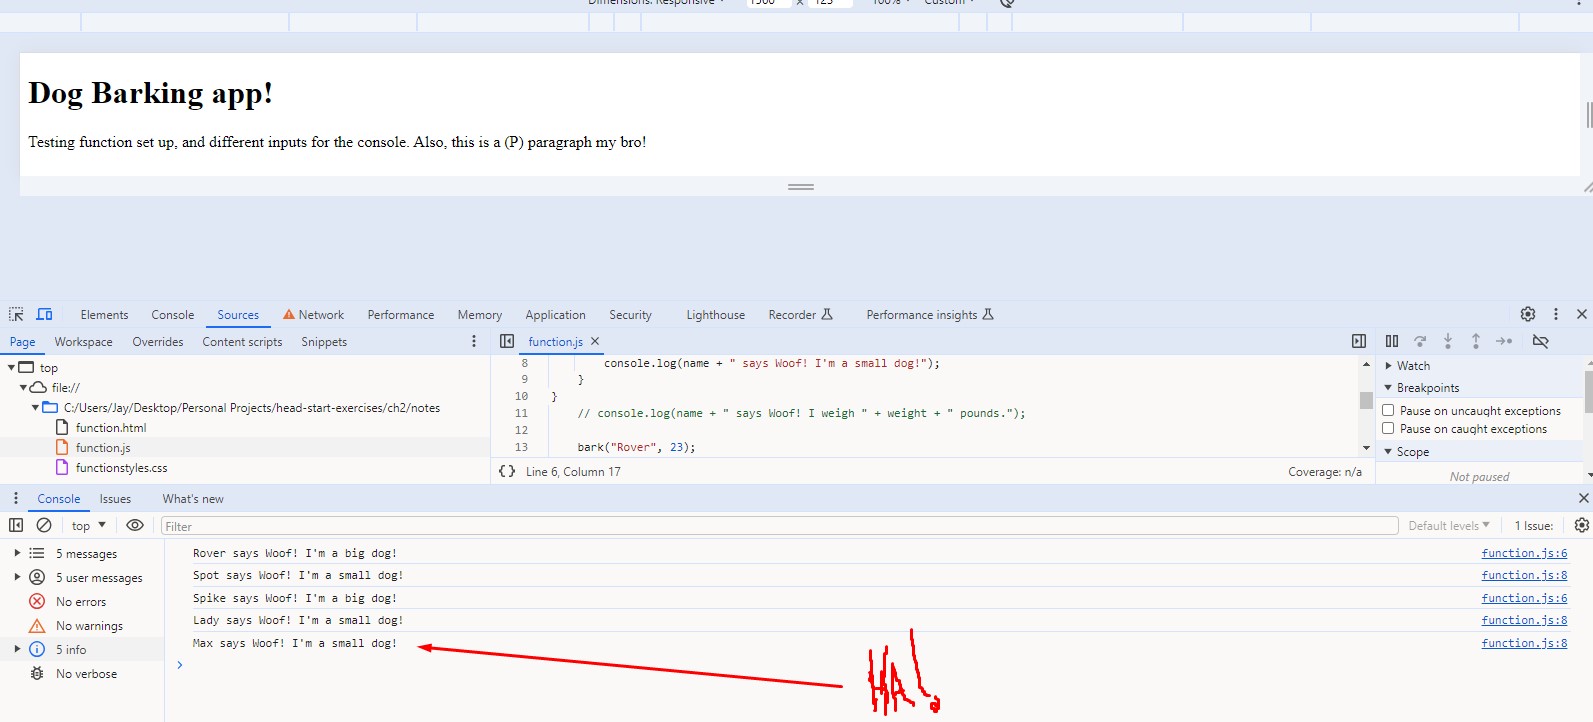 Dimensions: Responsive 1500 x 125 100% Custom
Dog Barking app!
Testing function set up, and different inputs for the console. Also, this is a (P) paragraph my bro!
Elements Console Sources Network Performance Memory Application Security Lighthouse Recorder Performance insights
Page Workspace Overrides Content scripts Snippets
function.js
top
file://
C:/Users/Jay/Desktop/Personal Projects/head-start-exercises/ch2/notes
function.html
function.js
functionstyles.css
8 console.log(name + " says Woof! I'm a small dog!");
9 }
10 }
11 // console.log(name + " says Woof! I weigh " + weight + " pounds.");
12
13 bark("Rover", 23);
{} Line 6, Column 17 Coverage: n/a
Watch
Breakpoints
Pause on uncaught exceptions
Pause on caught exceptions
Scope
Not paused
Console Issues What's new
top Filter Default levels 1 Issue:
5 messages
5 user messages
No errors
No warnings
5 info
No verbose
Rover says Woof! I'm a big dog! function.js:6
Spot says Woof! I'm a small dog! function.js:8
Spike says Woof! I'm a big dog! function.js:6
Lady says Woof! I'm a small dog! function.js:8
Max says Woof! I'm a small dog! function.js:8
>
HA!